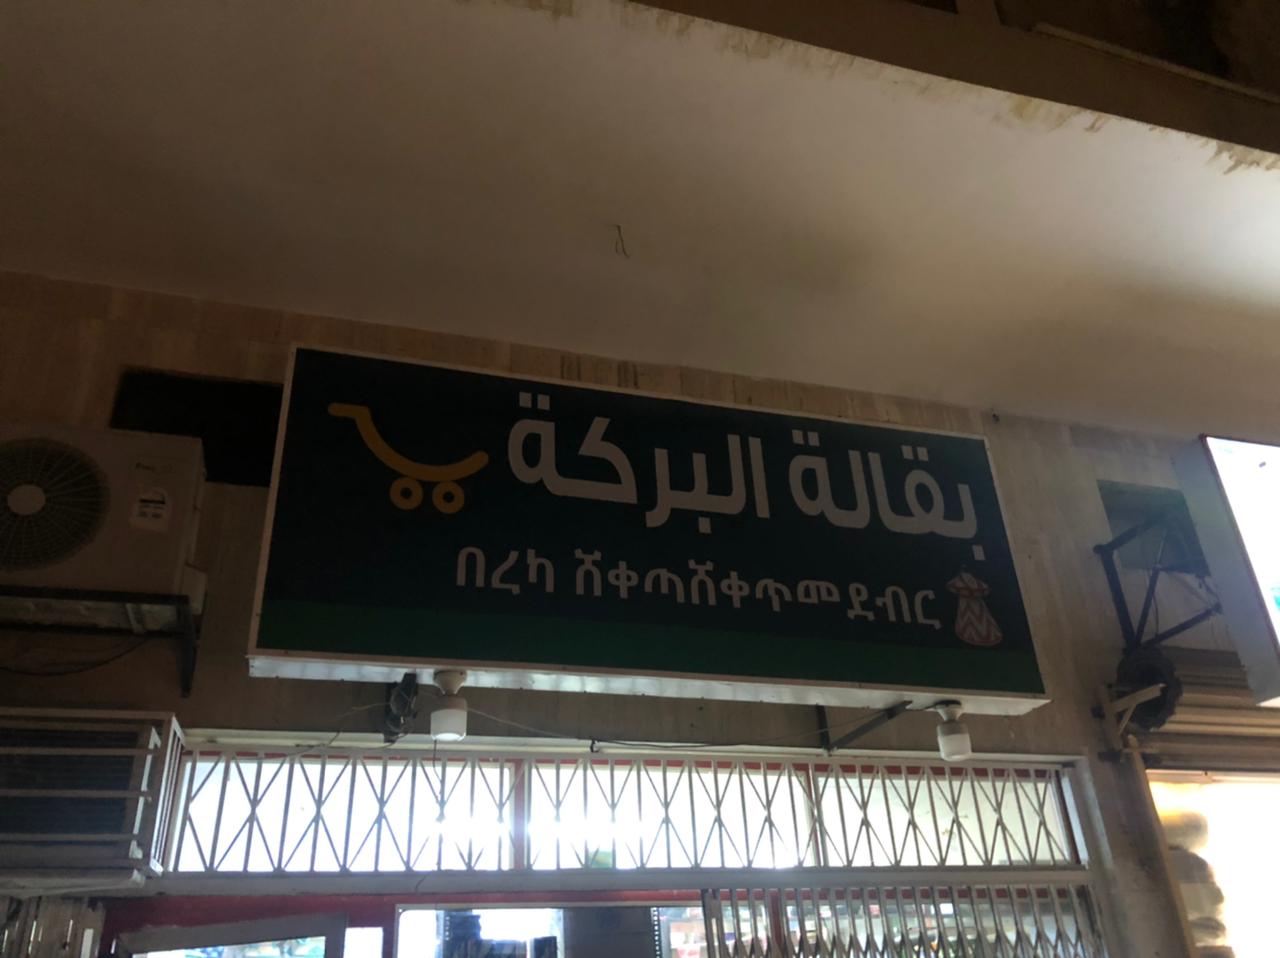 بقالة البركة
በረካ ሸቀጣሸቀጥመደብር